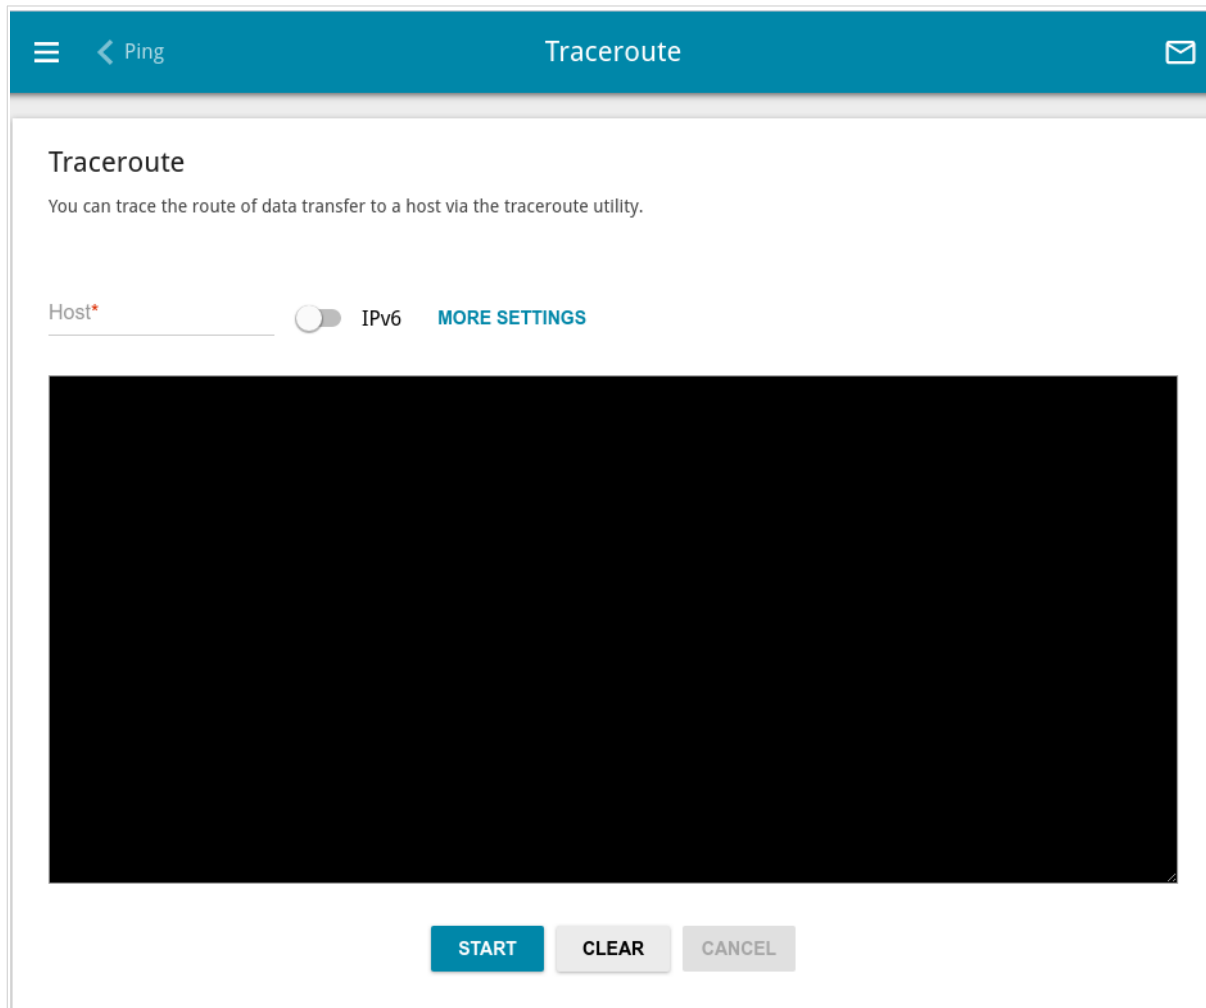 Ping
Traceroute
Traceroute
You can trace the route of data transfer to a host via the traceroute utility.
Host* IPv6 MORE SETTINGS
START CLEAR CANCEL